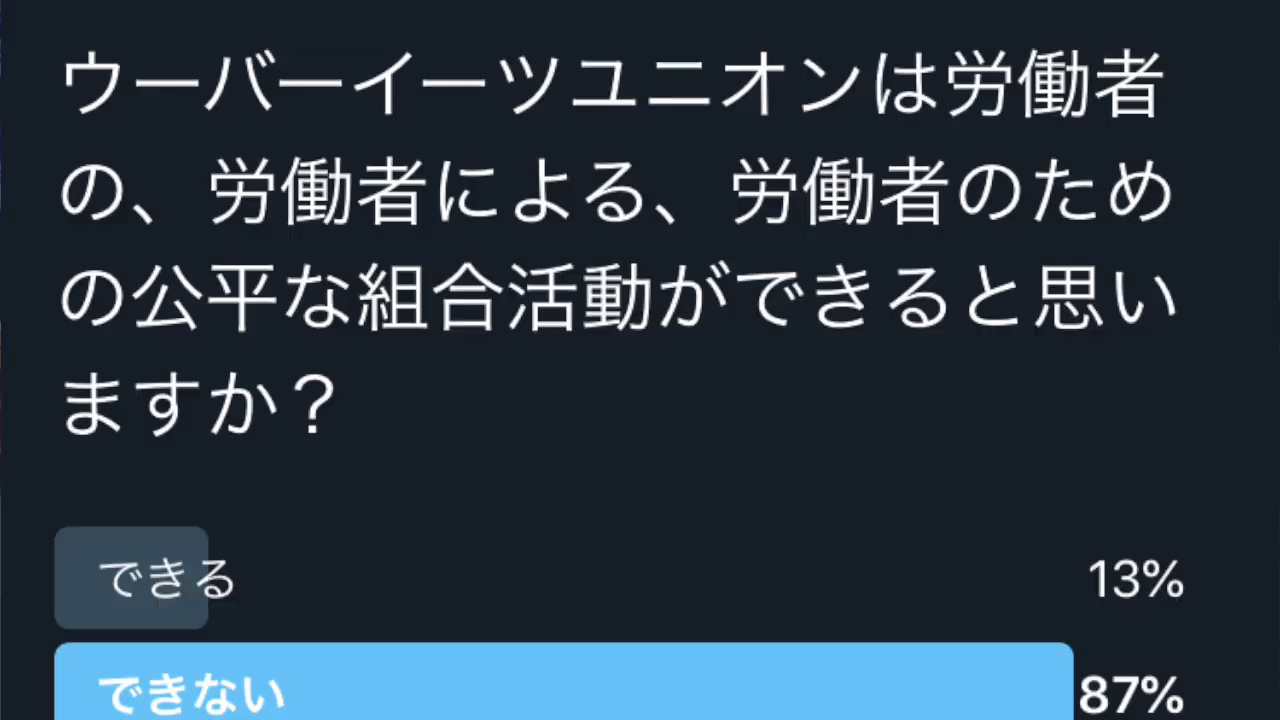 ウーバーイーツユニオンは労働者
の、労働者による、労働者のため
の公平な組合活動ができると思い
ますか？
できる 13%
できない 87%